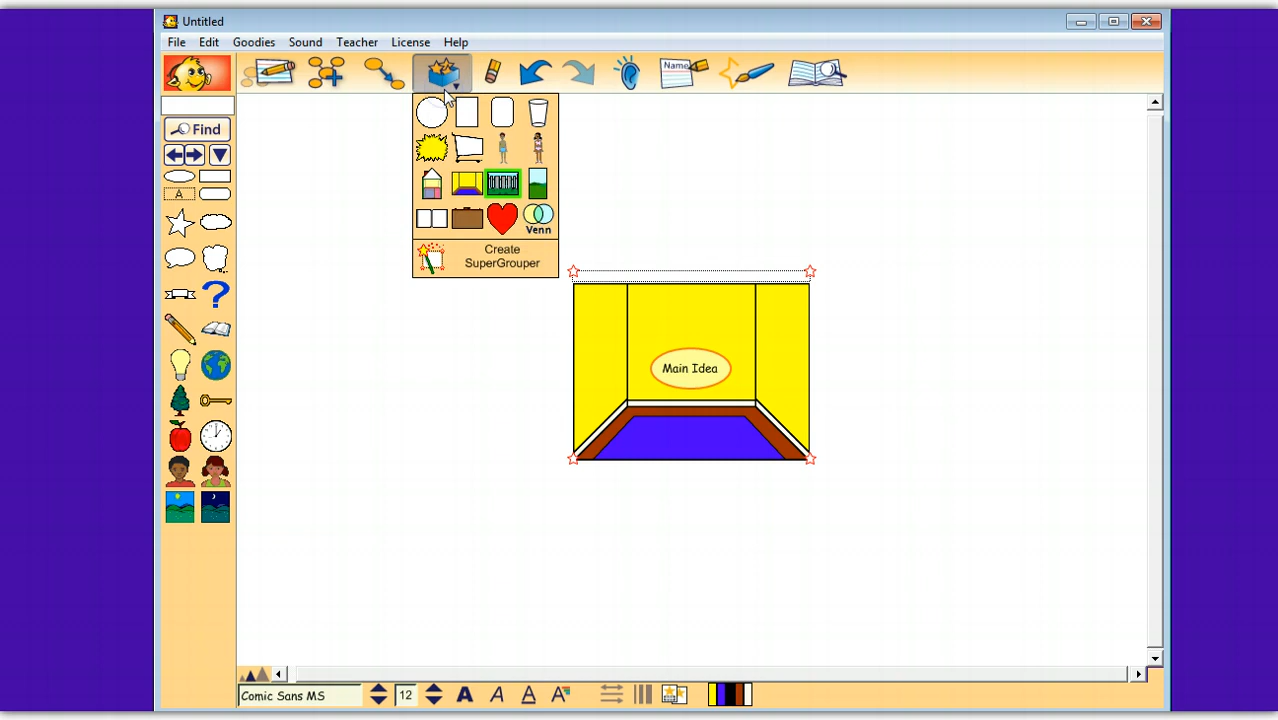 Untitled
File Edit Goodies Sound Teacher License Help
Name
Find
A
?
Venn
Create
SuperGrouper
Main Idea
Comic Sans MS 12 A A A A